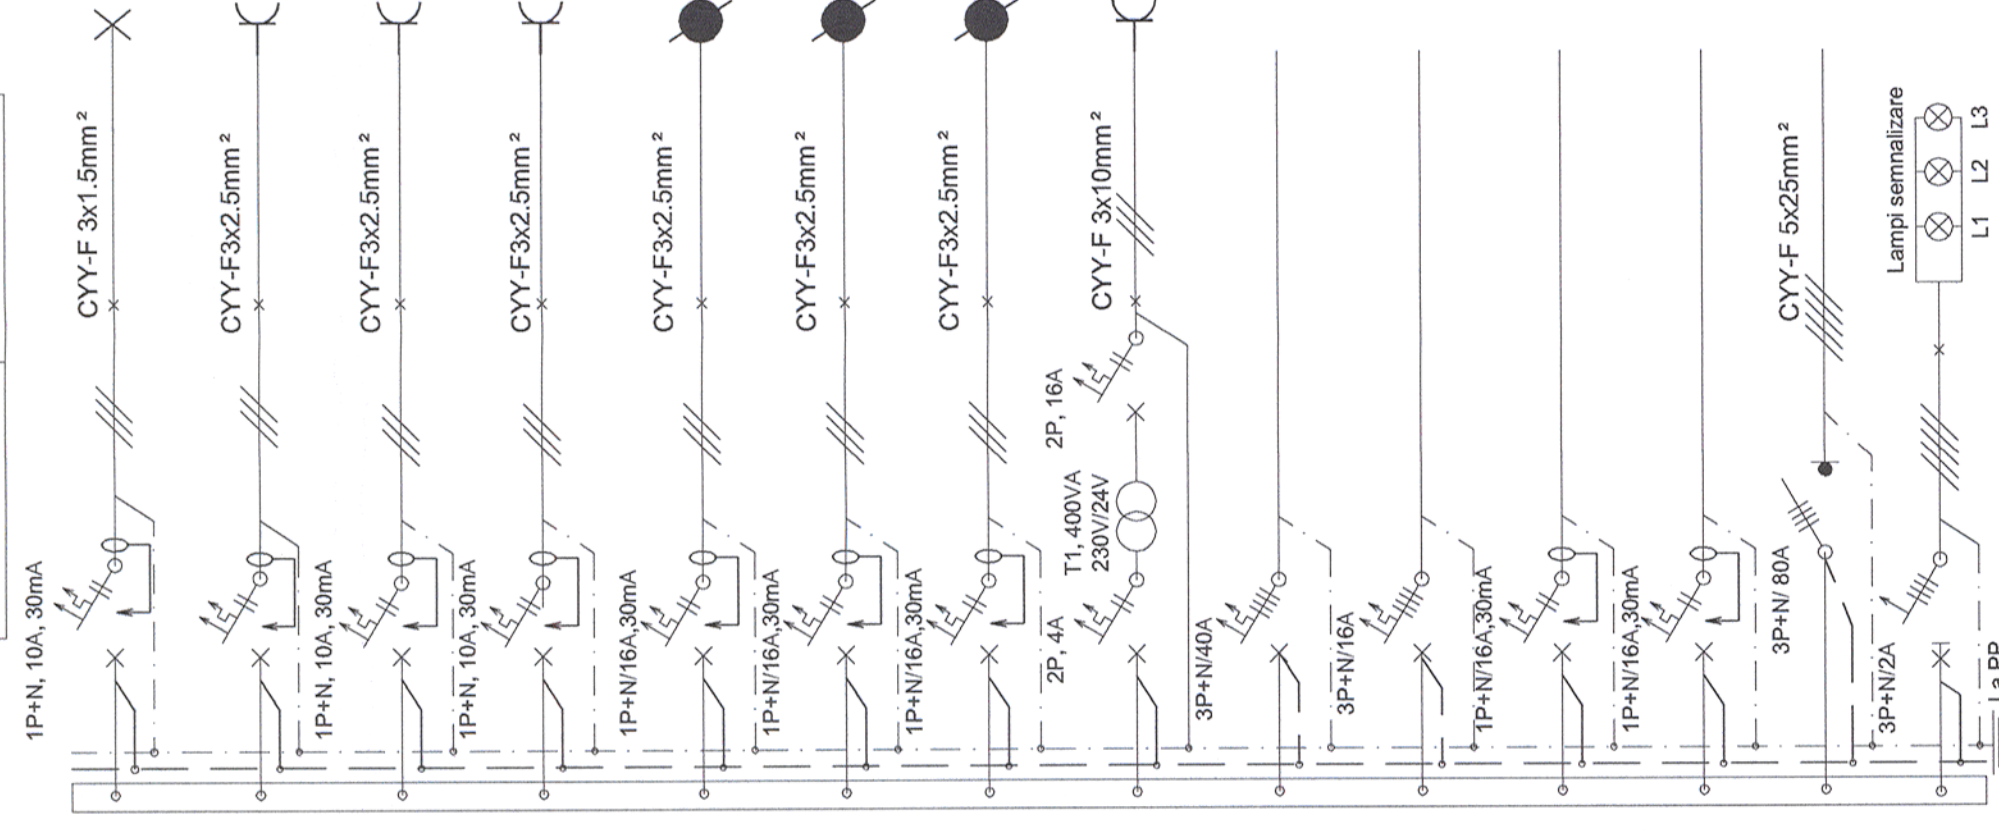 1P+N, 10A, 30mA
CYY-F 3x1.5mm²
CYY-F3x2.5mm²
1P+N, 10A, 30mA
CYY-F3x2.5mm²
1P+N, 10A, 30mA
CYY-F3x2.5mm²
1P+N/16A,30mA
CYY-F3x2.5mm²
1P+N/16A,30mA
CYY-F3x2.5mm²
1P+N/16A,30mA
CYY-F3x2.5mm²
2P, 4A
T1, 400VA
230V/24V
2P, 16A
CYY-F 3x10mm²
3P+N/40A
3P+N/16A
1P+N/16A,30mA
1P+N/16A,30mA
3P+N/ 80A
CYY-F 5x25mm²
3P+N/2A
Lampi semnalizare
L1 L2 L3
La PP